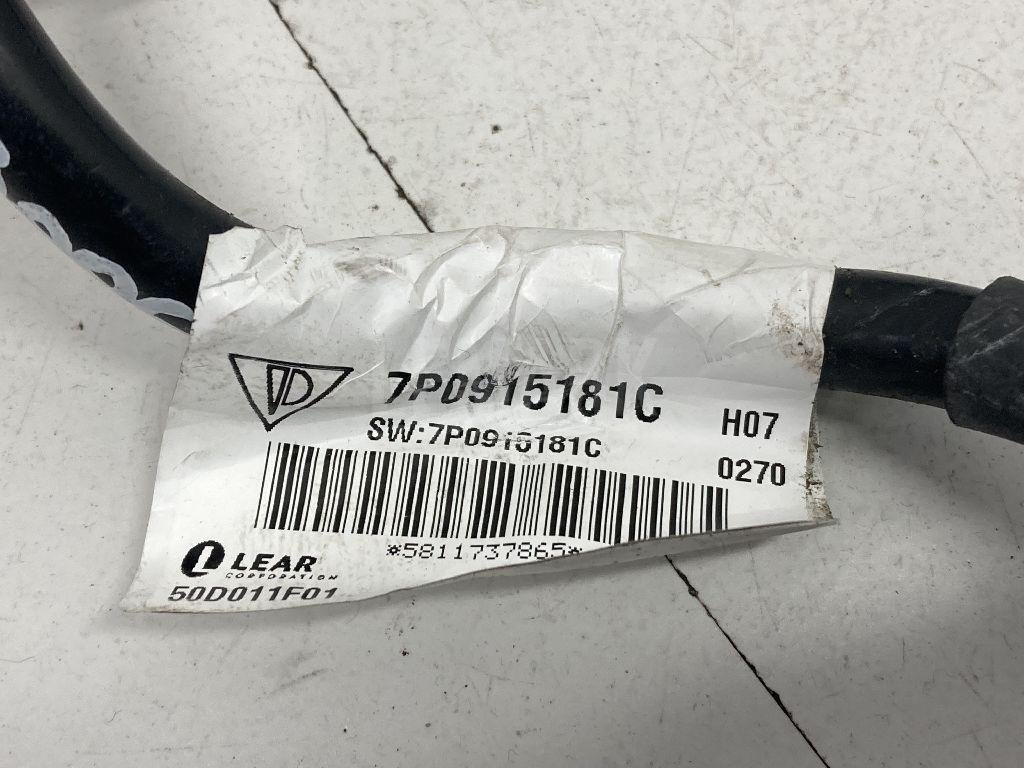 7P0915181C
SW:7P0915181C
H07
0270
*5811737865*
LEAR
CORPORATION
50D011F01